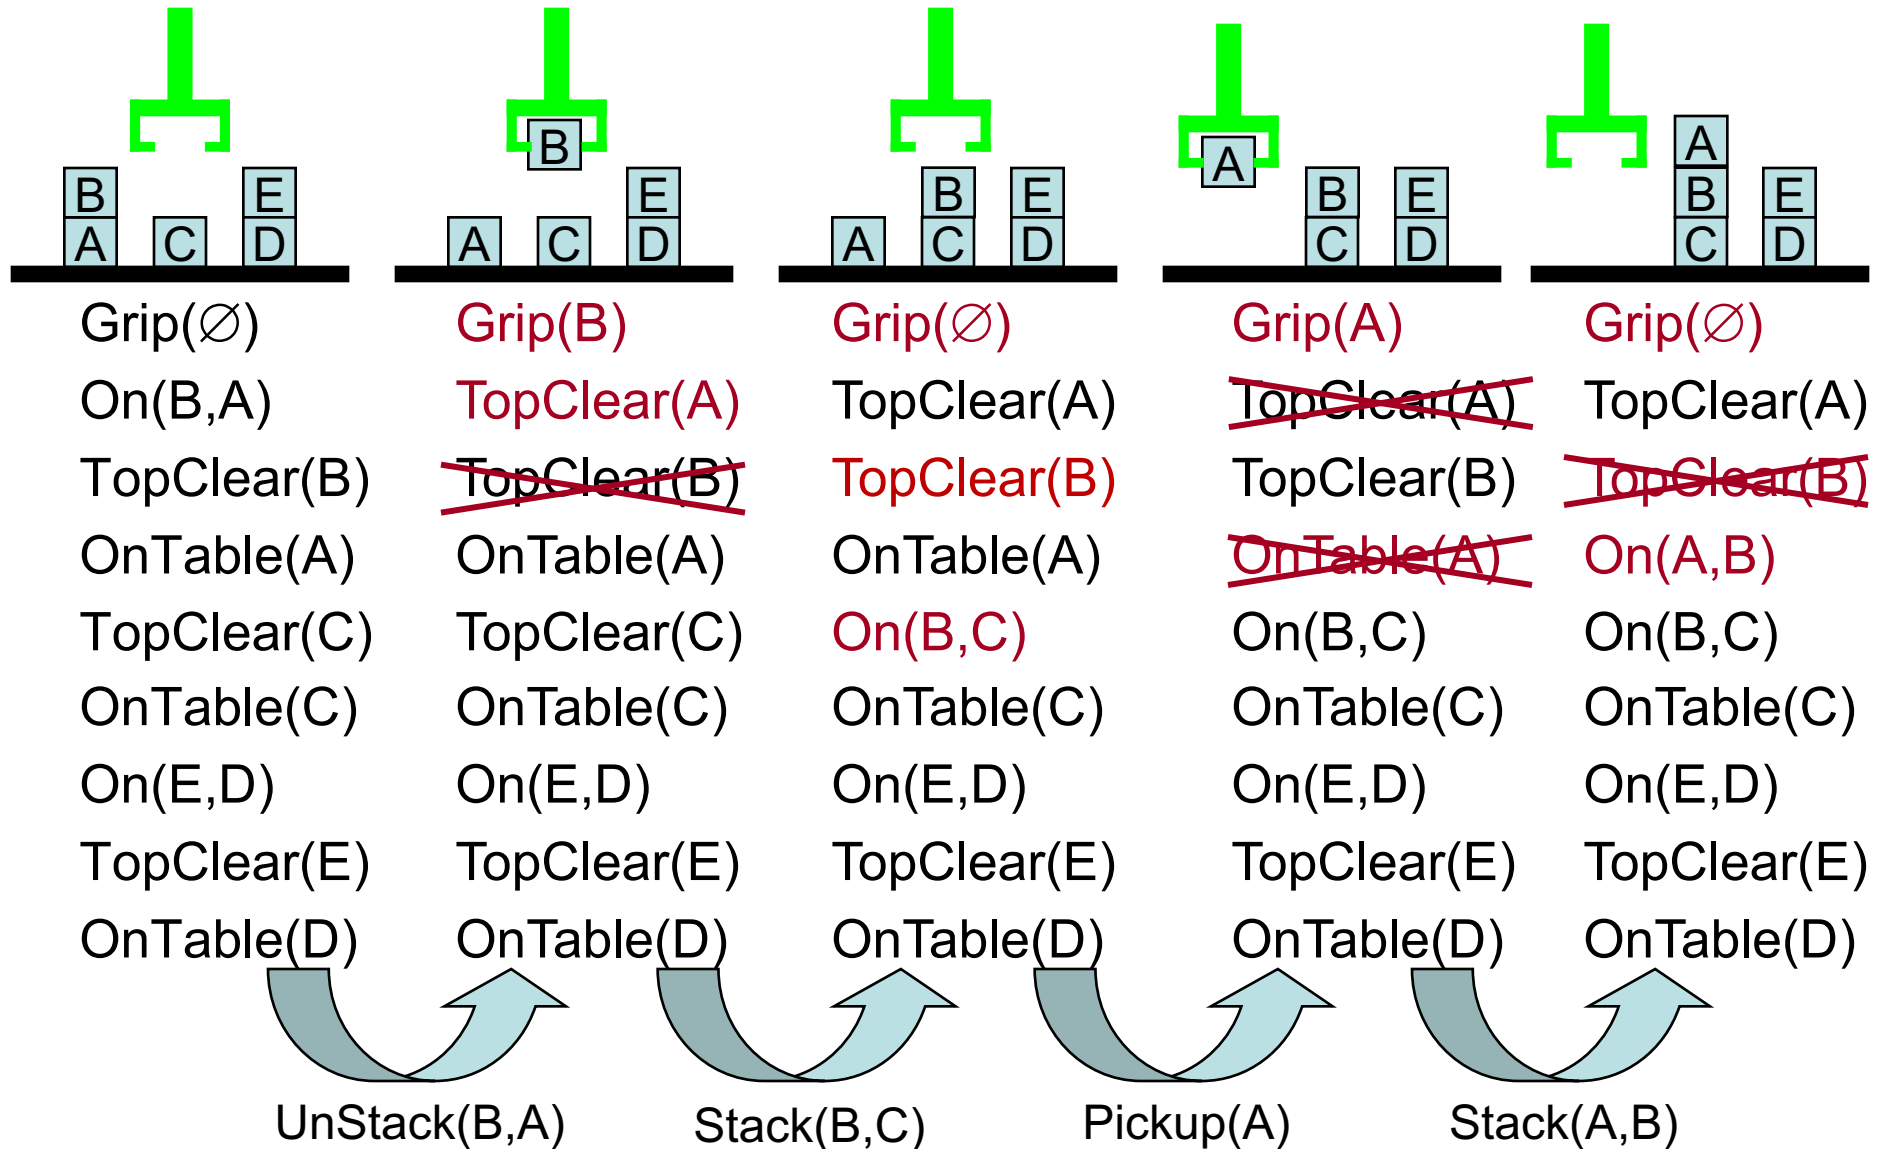 B E
A C D
B
E
A C D
B E
A C D
A
B E
C D
A
B E
C D
Grip(∅) Grip(B) Grip(∅) Grip(A) Grip(∅)
On(B,A) TopClear(A) TopClear(A) TopClear(A) TopClear(A)
TopClear(B) TopClear(B) TopClear(B) TopClear(B) TopClear(B)
OnTable(A) OnTable(A) OnTable(A) OnTable(A) On(A,B)
TopClear(C) TopClear(C) On(B,C) On(B,C) On(B,C)
OnTable(C) OnTable(C) OnTable(C) OnTable(C) OnTable(C)
On(E,D) On(E,D) On(E,D) On(E,D) On(E,D)
TopClear(E) TopClear(E) TopClear(E) TopClear(E) TopClear(E)
OnTable(D) OnTable(D) OnTable(D) OnTable(D) OnTable(D)
UnStack(B,A) Stack(B,C) Pickup(A) Stack(A,B)